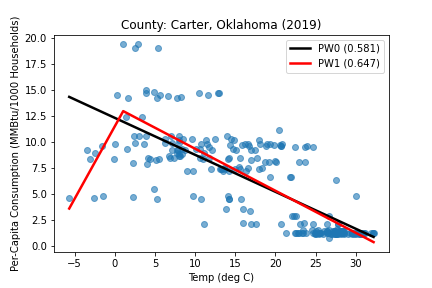 County: Carter, Oklahoma (2019)
PW0 (0.581)
PW1 (0.647)
Per-Capita Consumption (MMBtu/1000 Households)
20.0
17.5
15.0
12.5
10.0
7.5
5.0
2.5
0.0
−5 0 5 10 15 20 25 30
Temp (deg C)